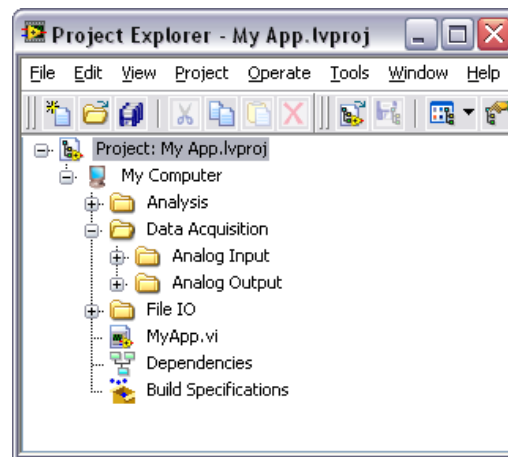 Project Explorer - My App.lvproj
File Edit View Project Operate Tools Window Help
Project: My App.lvproj
My Computer
Analysis
Data Acquisition
Analog Input
Analog Output
File IO
MyApp.vi
Dependencies
Build Specifications